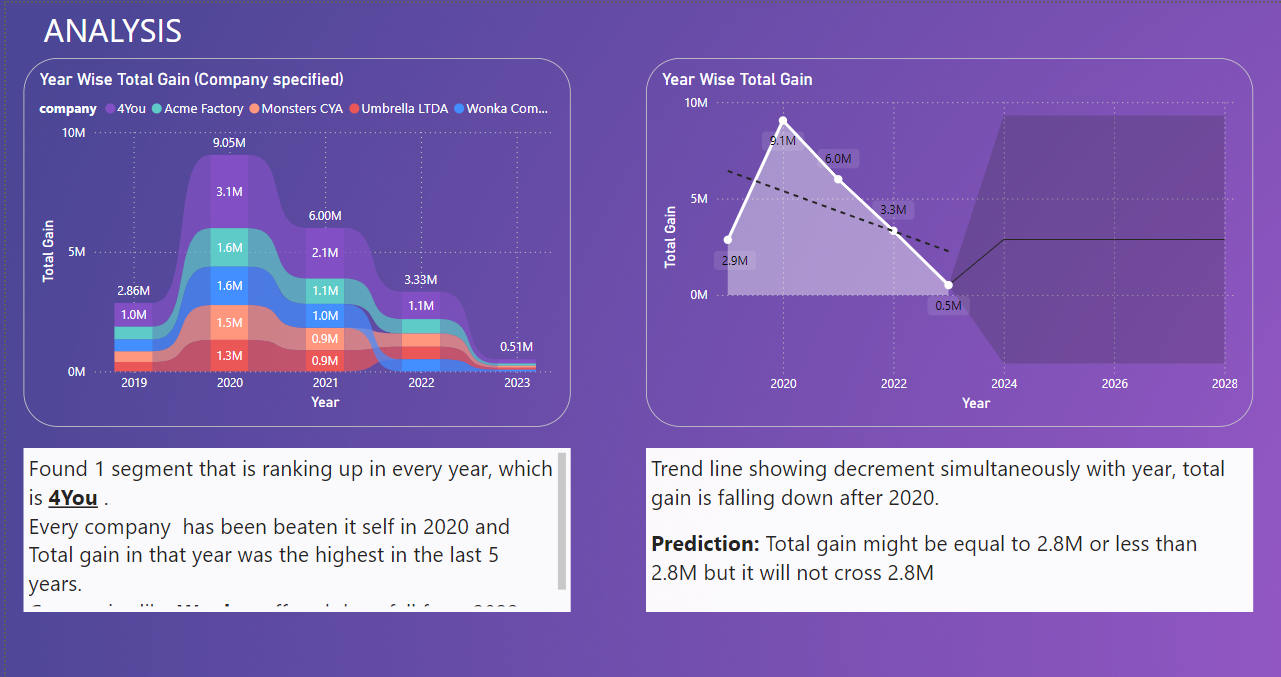 ANALYSIS
Year Wise Total Gain (Company specified)
company 4You Acme Factory Monsters CYA Umbrella LTDA Wonka Com...
Total Gain
10M
5M
0M
2.86M
1.0M
9.05M
3.1M
1.6M
1.6M
1.5M
1.3M
6.00M
2.1M
1.1M
1.0M
0.9M
0.9M
3.33M
1.1M
0.51M
2019 2020 2021 2022 2023
Year
Year Wise Total Gain
Total Gain
10M
5M
0M
2.9M
9.1M
6.0M
3.3M
0.5M
2020 2022 2024 2026 2028
Year
Found 1 segment that is ranking up in every year, which
is 4You .
Every company has been beaten it self in 2020 and
Total gain in that year was the highest in the last 5
years.
Trend line showing decrement simultaneously with year, total
gain is falling down after 2020.
Prediction: Total gain might be equal to 2.8M or less than
2.8M but it will not cross 2.8M